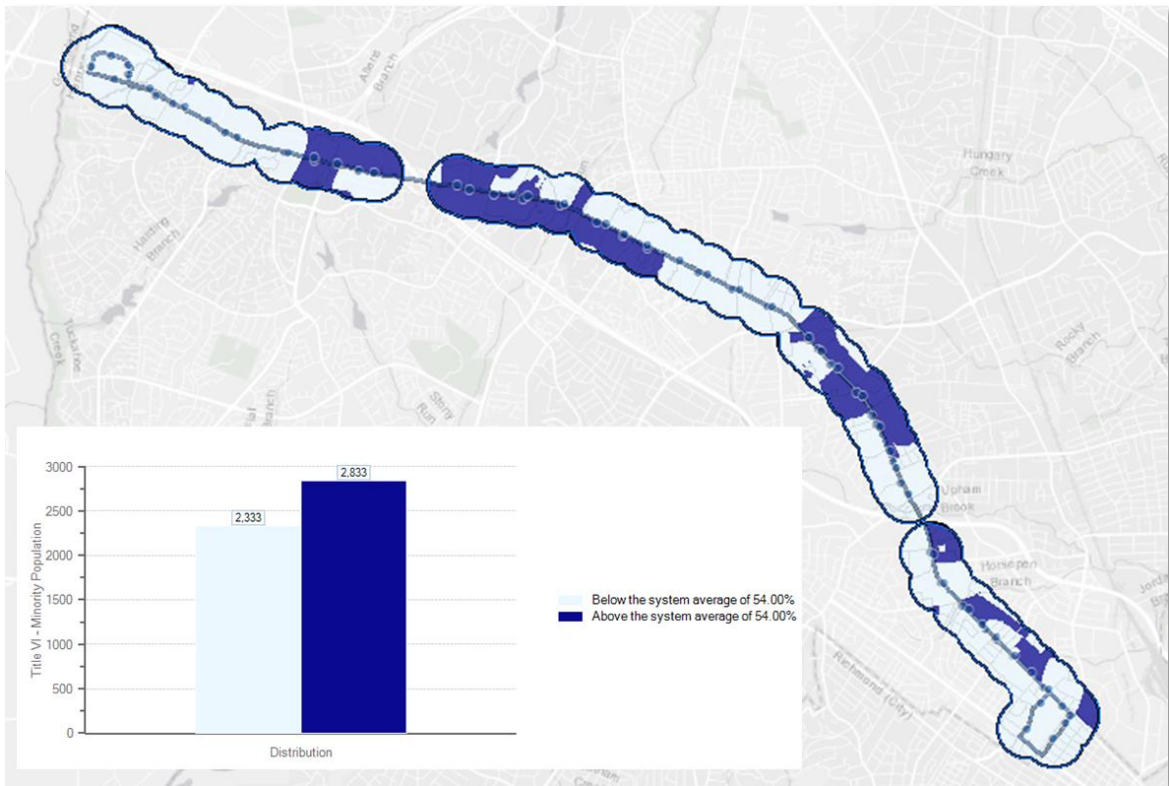 Allens
Branch
Hungary
Creek
Harding
Branch
Tuckahoe
Creek
Rocky
Branch
Stony
Run
Branch
Upham
Brook
Horsepen
Branch
Richmond (City)
3000
2500
2000
1500
1000
500
0
2,333
2,833
Title VI - Minority Population
Distribution
Below the system average of 54.00%
Above the system average of 54.00%